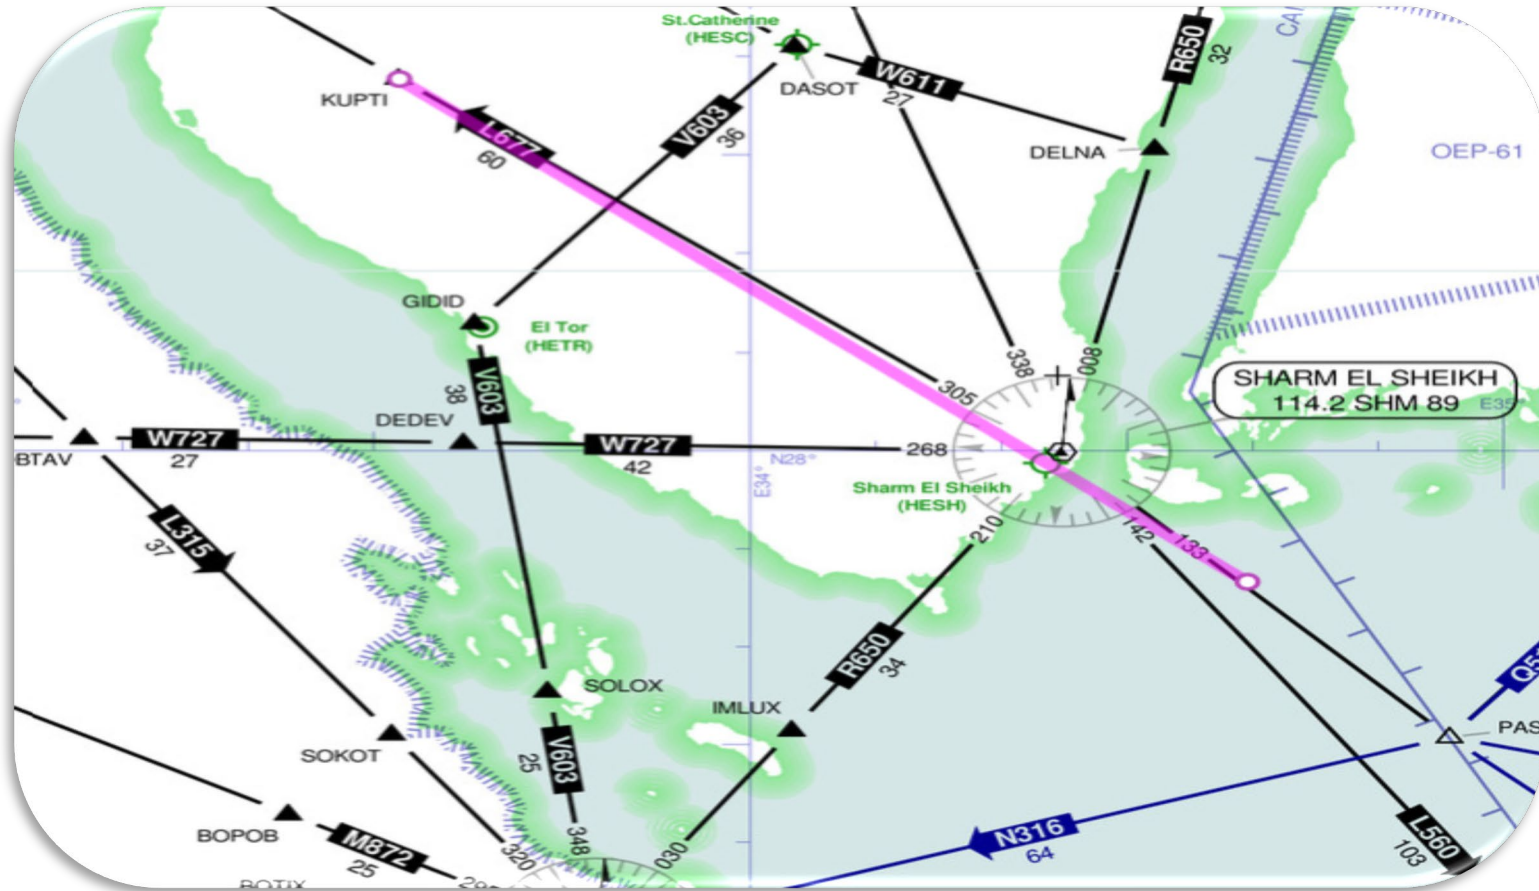 St.Catherine
(HESC)
CAI
R650
32
W611
27
DASOT
KUPTI
L677
60
V603
36
DELNA
OEP-61
GIDID
El Tor
(HETR)
338
008
305
SHARM EL SHEIKH
114.2 SHM 89
E35°
V603
38
DEDEV
W727
27
W727
42
268
BTAV
N28°
E34°
Sharm El Sheikh
(HESH)
210
142
133
L315
37
R650
34
SOLOX
IMLUX
PAS
SOKOT
V603
25
BOPOB
M872
25
348
320
030
N316
64
L560
103
BOTIX